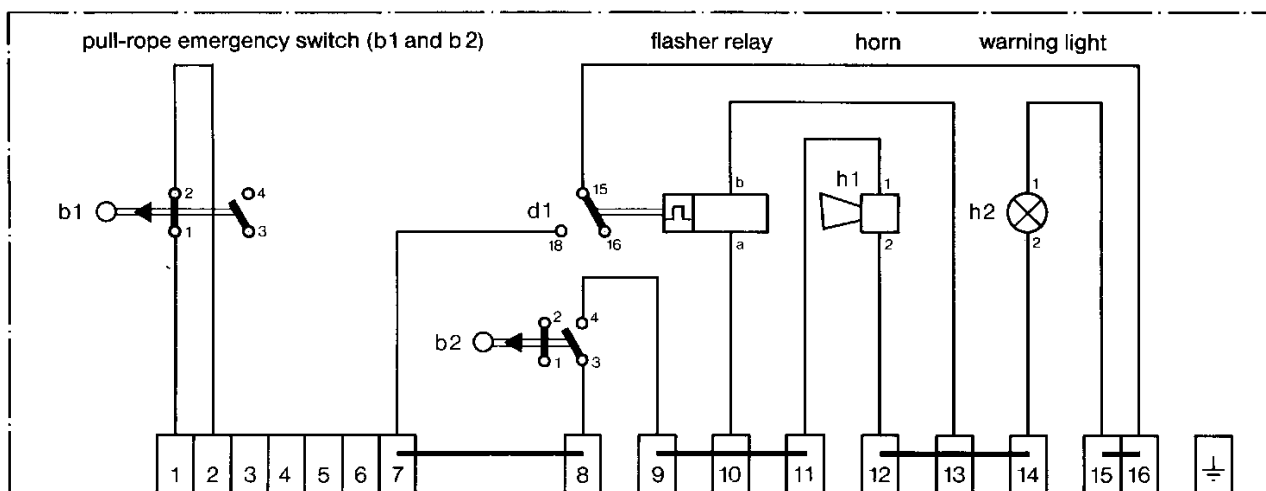 pull-rope emergency switch (b1 and b2) flasher relay horn warning light
2 4 15 b h1 1 1
b1 d1 h2
1 3 18 16 a 2 2
2 4
b2
1 3
1 2 3 4 5 6 7 8 9 10 11 12 13 14 15 16